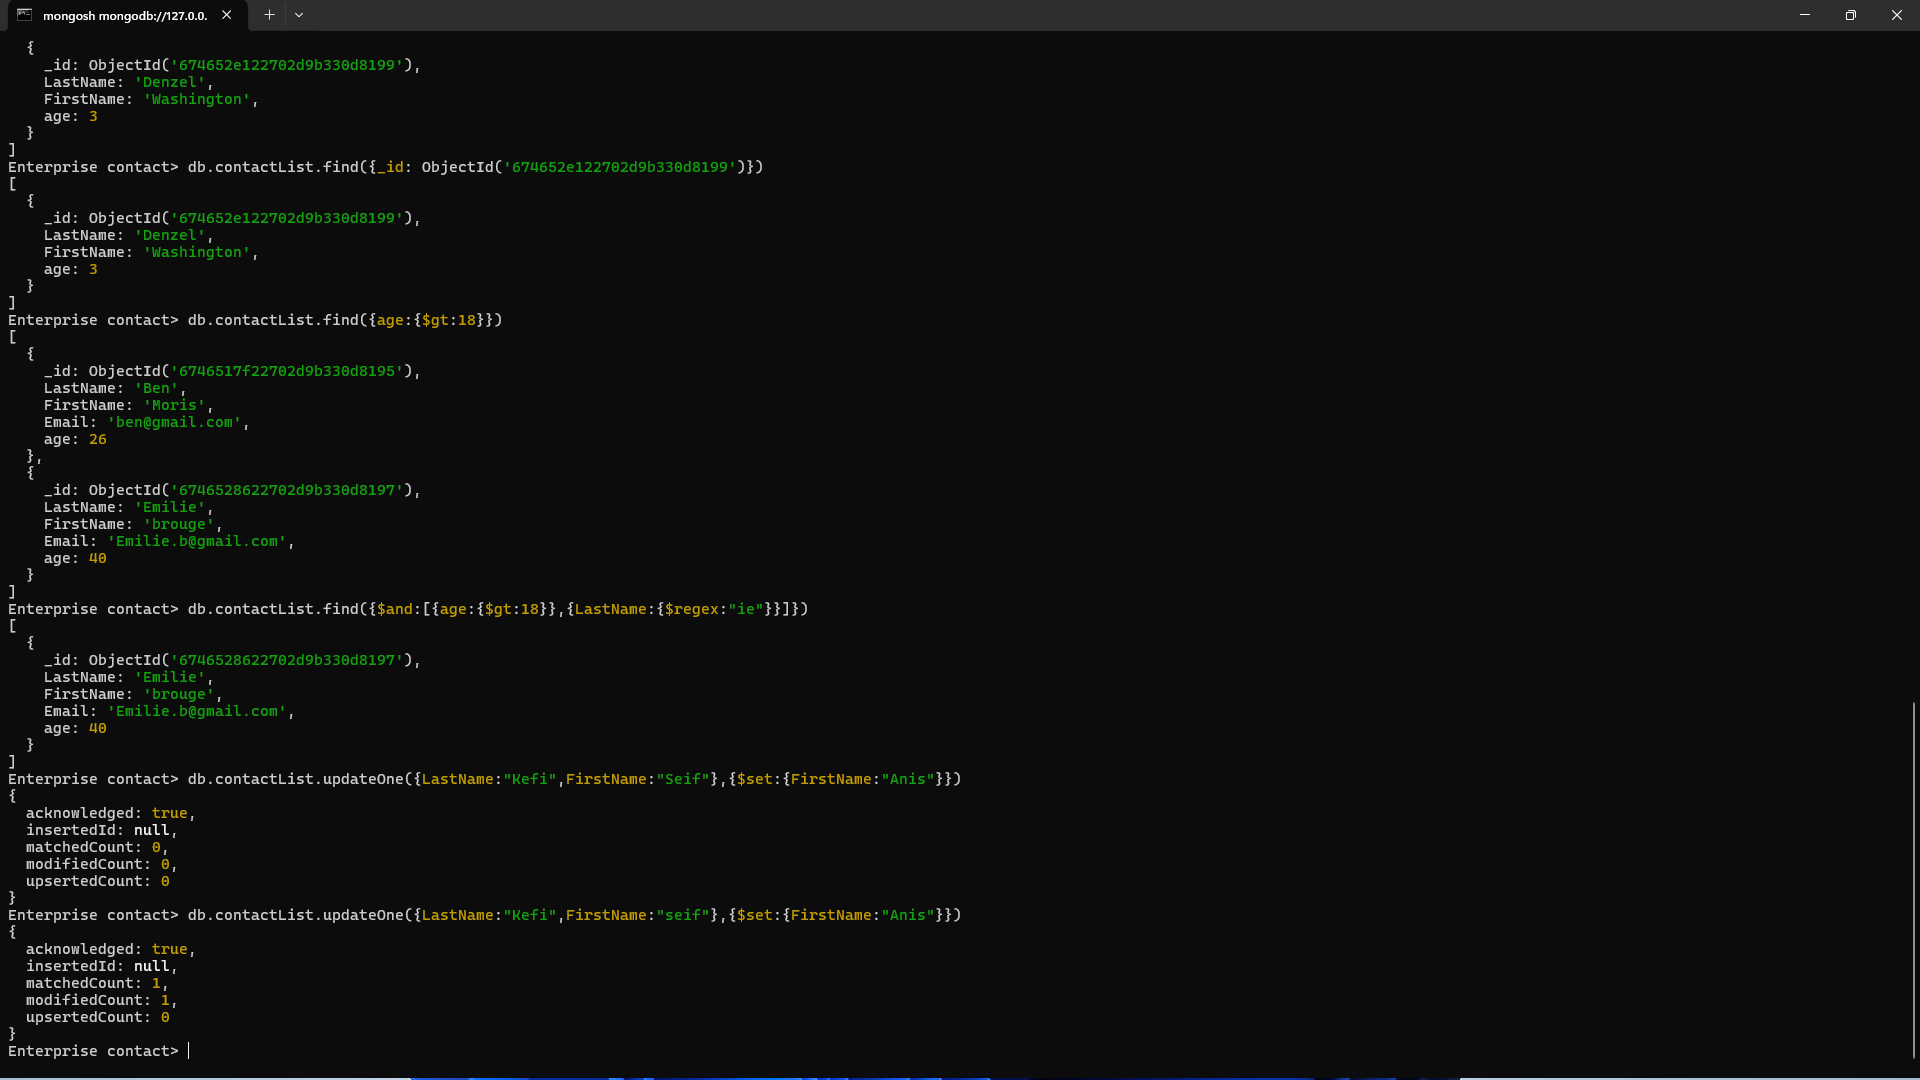 mongosh mongodb://127.0.0.
  {
    _id: ObjectId('674652e122702d9b330d8199'),
    LastName: 'Denzel',
    FirstName: 'Washington',
    age: 3
  }
]
Enterprise contact> db.contactList.find({_id: ObjectId('674652e122702d9b330d8199')})
[
  {
    _id: ObjectId('674652e122702d9b330d8199'),
    LastName: 'Denzel',
    FirstName: 'Washington',
    age: 3
  }
]
Enterprise contact> db.contactList.find({age:{$gt:18}})
[
  {
    _id: ObjectId('6746517f22702d9b330d8195'),
    LastName: 'Ben',
    FirstName: 'Moris',
    Email: 'ben@gmail.com',
    age: 26
  },
  {
    _id: ObjectId('6746528622702d9b330d8197'),
    LastName: 'Emilie',
    FirstName: 'brouge',
    Email: 'Emilie.b@gmail.com',
    age: 40
  }
]
Enterprise contact> db.contactList.find({$and:[{age:{$gt:18}},{LastName:{$regex:"ie"}}]})
[
  {
    _id: ObjectId('6746528622702d9b330d8197'),
    LastName: 'Emilie',
    FirstName: 'brouge',
    Email: 'Emilie.b@gmail.com',
    age: 40
  }
]
Enterprise contact> db.contactList.updateOne({LastName:"Kefi",FirstName:"Seif"},{$set:{FirstName:"Anis"}})
{
  acknowledged: true,
  insertedId: null,
  matchedCount: 0,
  modifiedCount: 0,
  upsertedCount: 0
}
Enterprise contact> db.contactList.updateOne({LastName:"Kefi",FirstName:"seif"},{$set:{FirstName:"Anis"}})
{
  acknowledged: true,
  insertedId: null,
  matchedCount: 1,
  modifiedCount: 1,
  upsertedCount: 0
}
Enterprise contact>